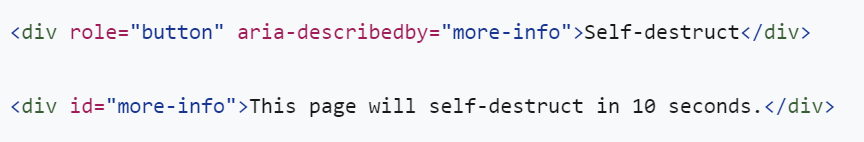 <div role="button" aria-describedby="more-info">Self-destruct</div>
<div id="more-info">This page will self-destruct in 10 seconds.</div>